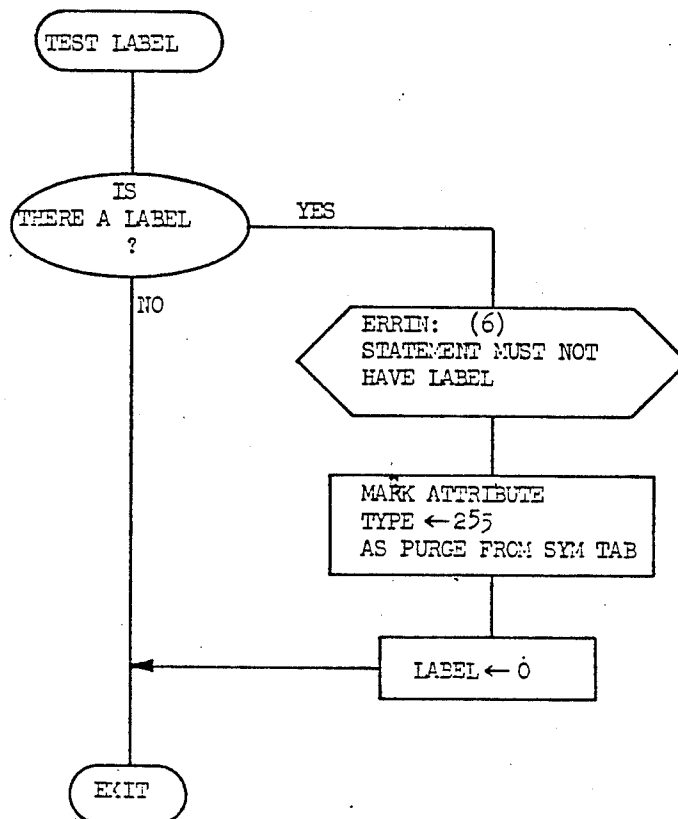 TEST LABEL
IS
THERE A LABEL
?
YES
NO
ERRIN: (6)
STATEMENT MUST NOT
HAVE LABEL
MARK ATTRIBUTE
TYPE ← 255
AS PURGE FROM SYM TAB
LABEL ← 0
EXIT